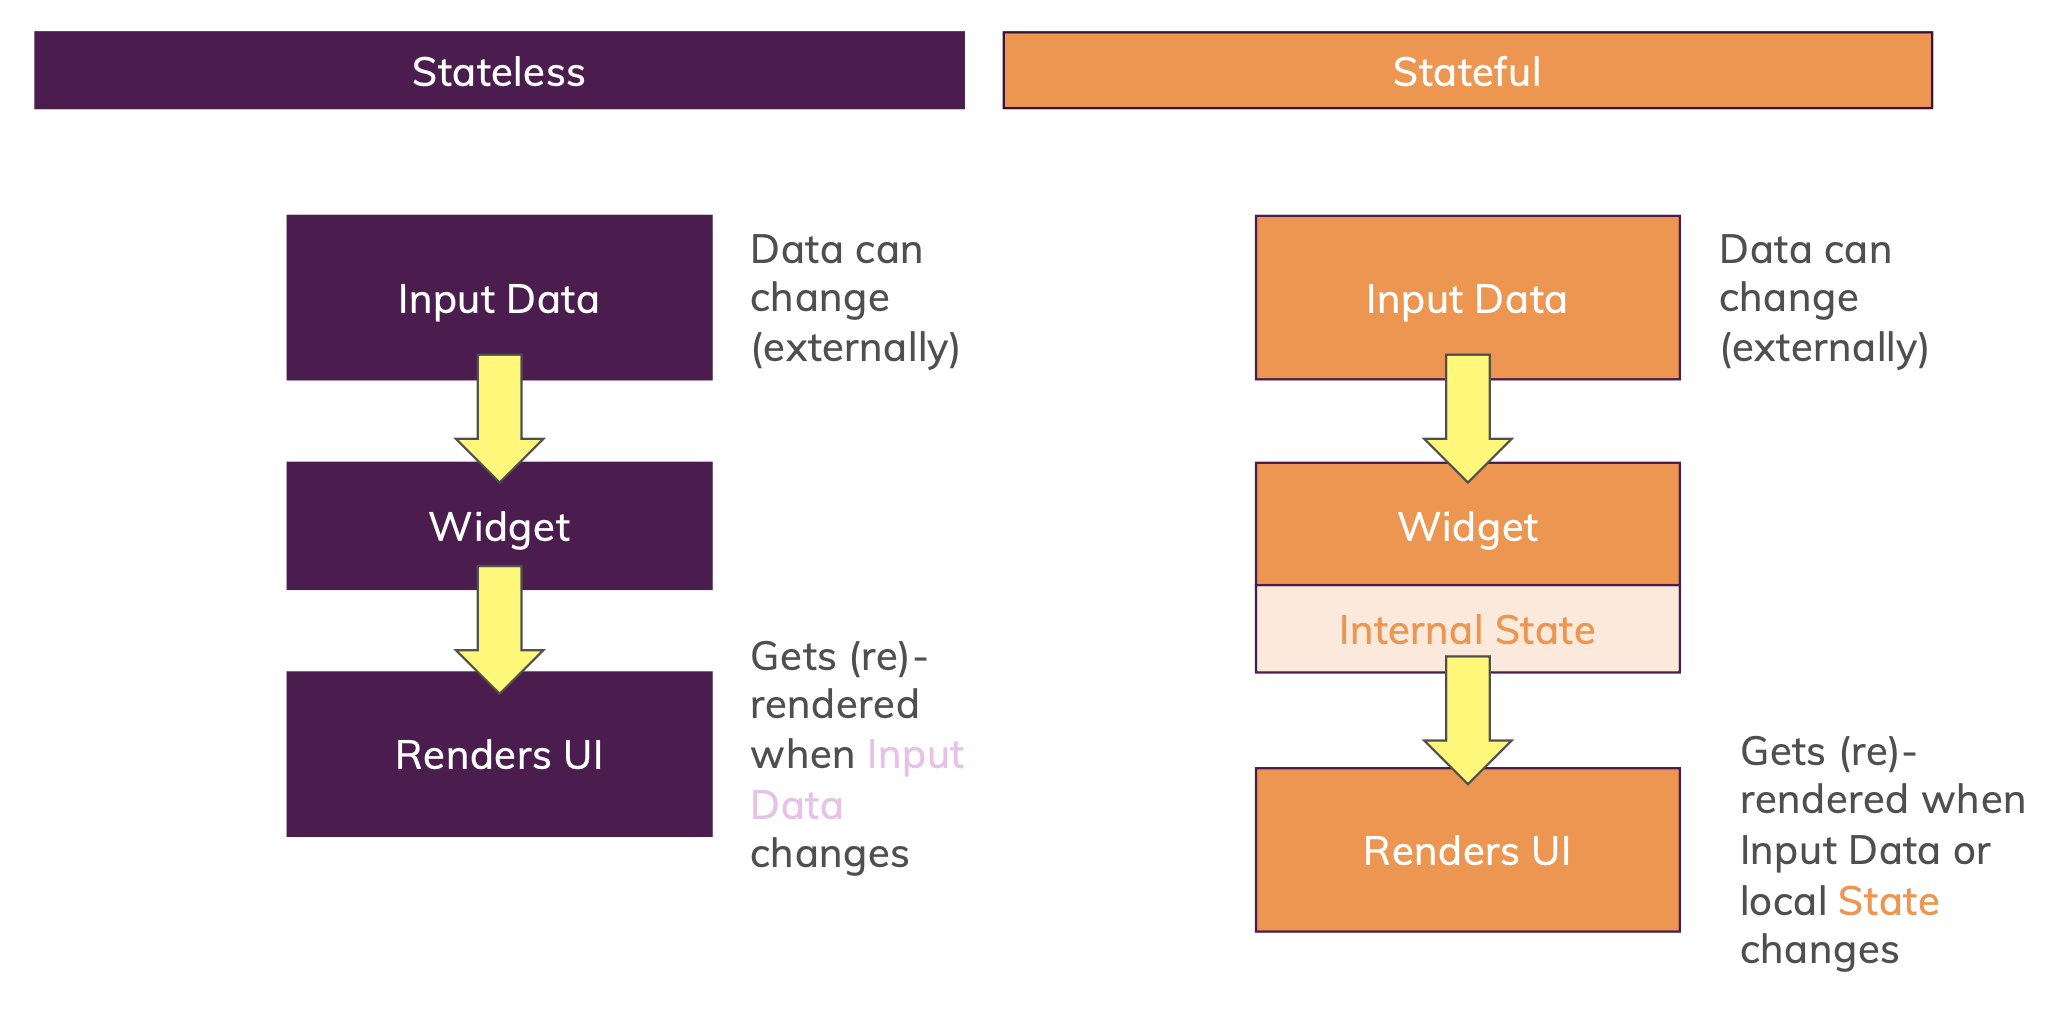 Stateless
Input Data
Data can
change
(externally)
Widget
Renders UI
Gets (re)-
rendered
when Input
Data
changes
Stateful
Input Data
Data can
change
(externally)
Widget
Internal State
Renders UI
Gets (re)-
rendered when
Input Data or
local State
changes